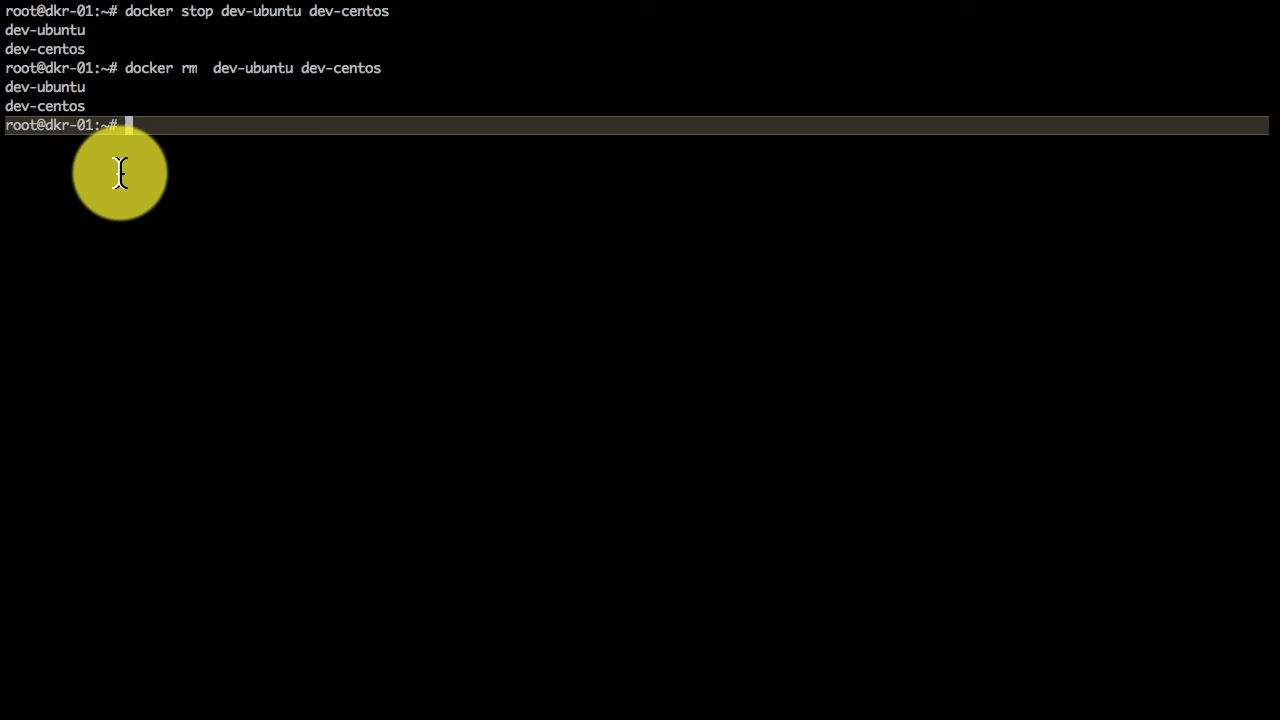 root@dkr-01:~# docker stop dev-ubuntu dev-centos
dev-ubuntu
dev-centos
root@dkr-01:~# docker rm  dev-ubuntu dev-centos
dev-ubuntu
dev-centos
root@dkr-01:~#